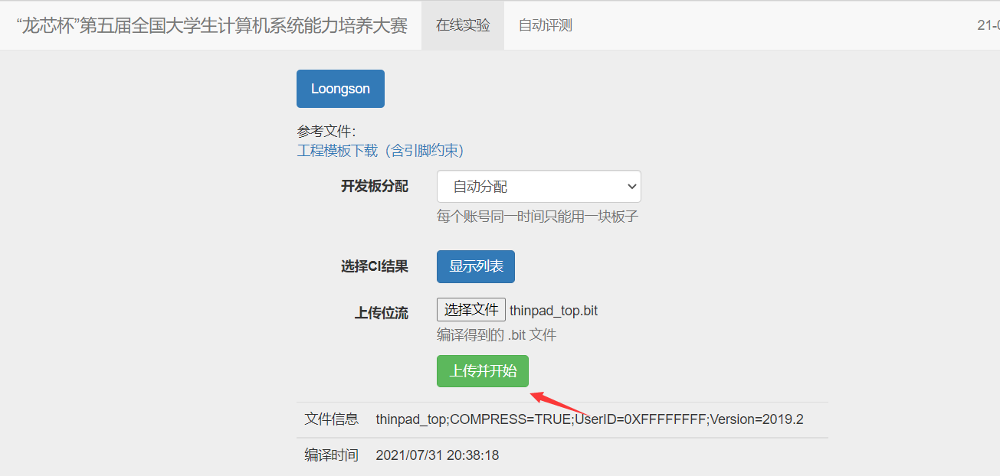 “龙芯杯”第五届全国大学生计算机系统能力培养大赛 在线实验 自动评测 21-0
Loongson
参考文件：
工程模板下载（含引脚约束）
开发板分配 自动分配
每个账号同一时间只能用一块板子
选择CI结果 显示列表
上传位流 选择文件 thinpad_top.bit
编译得到的 .bit 文件
上传并开始
文件信息 thinpad_top;COMPRESS=TRUE;UserID=0XFFFFFFFF;Version=2019.2
编译时间 2021/07/31 20:38:18